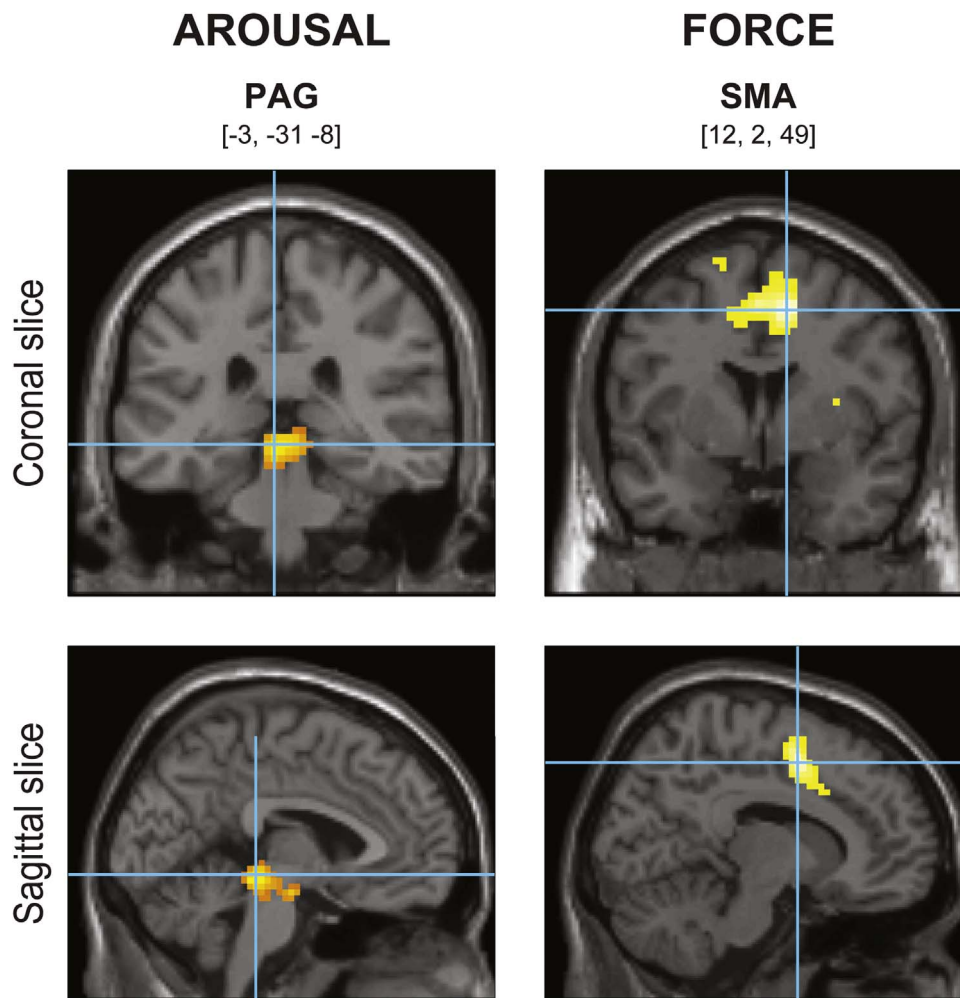 AROUSAL
FORCE
PAG
[-3, -31 -8]
SMA
[12, 2, 49]
Coronal slice
Sagittal slice